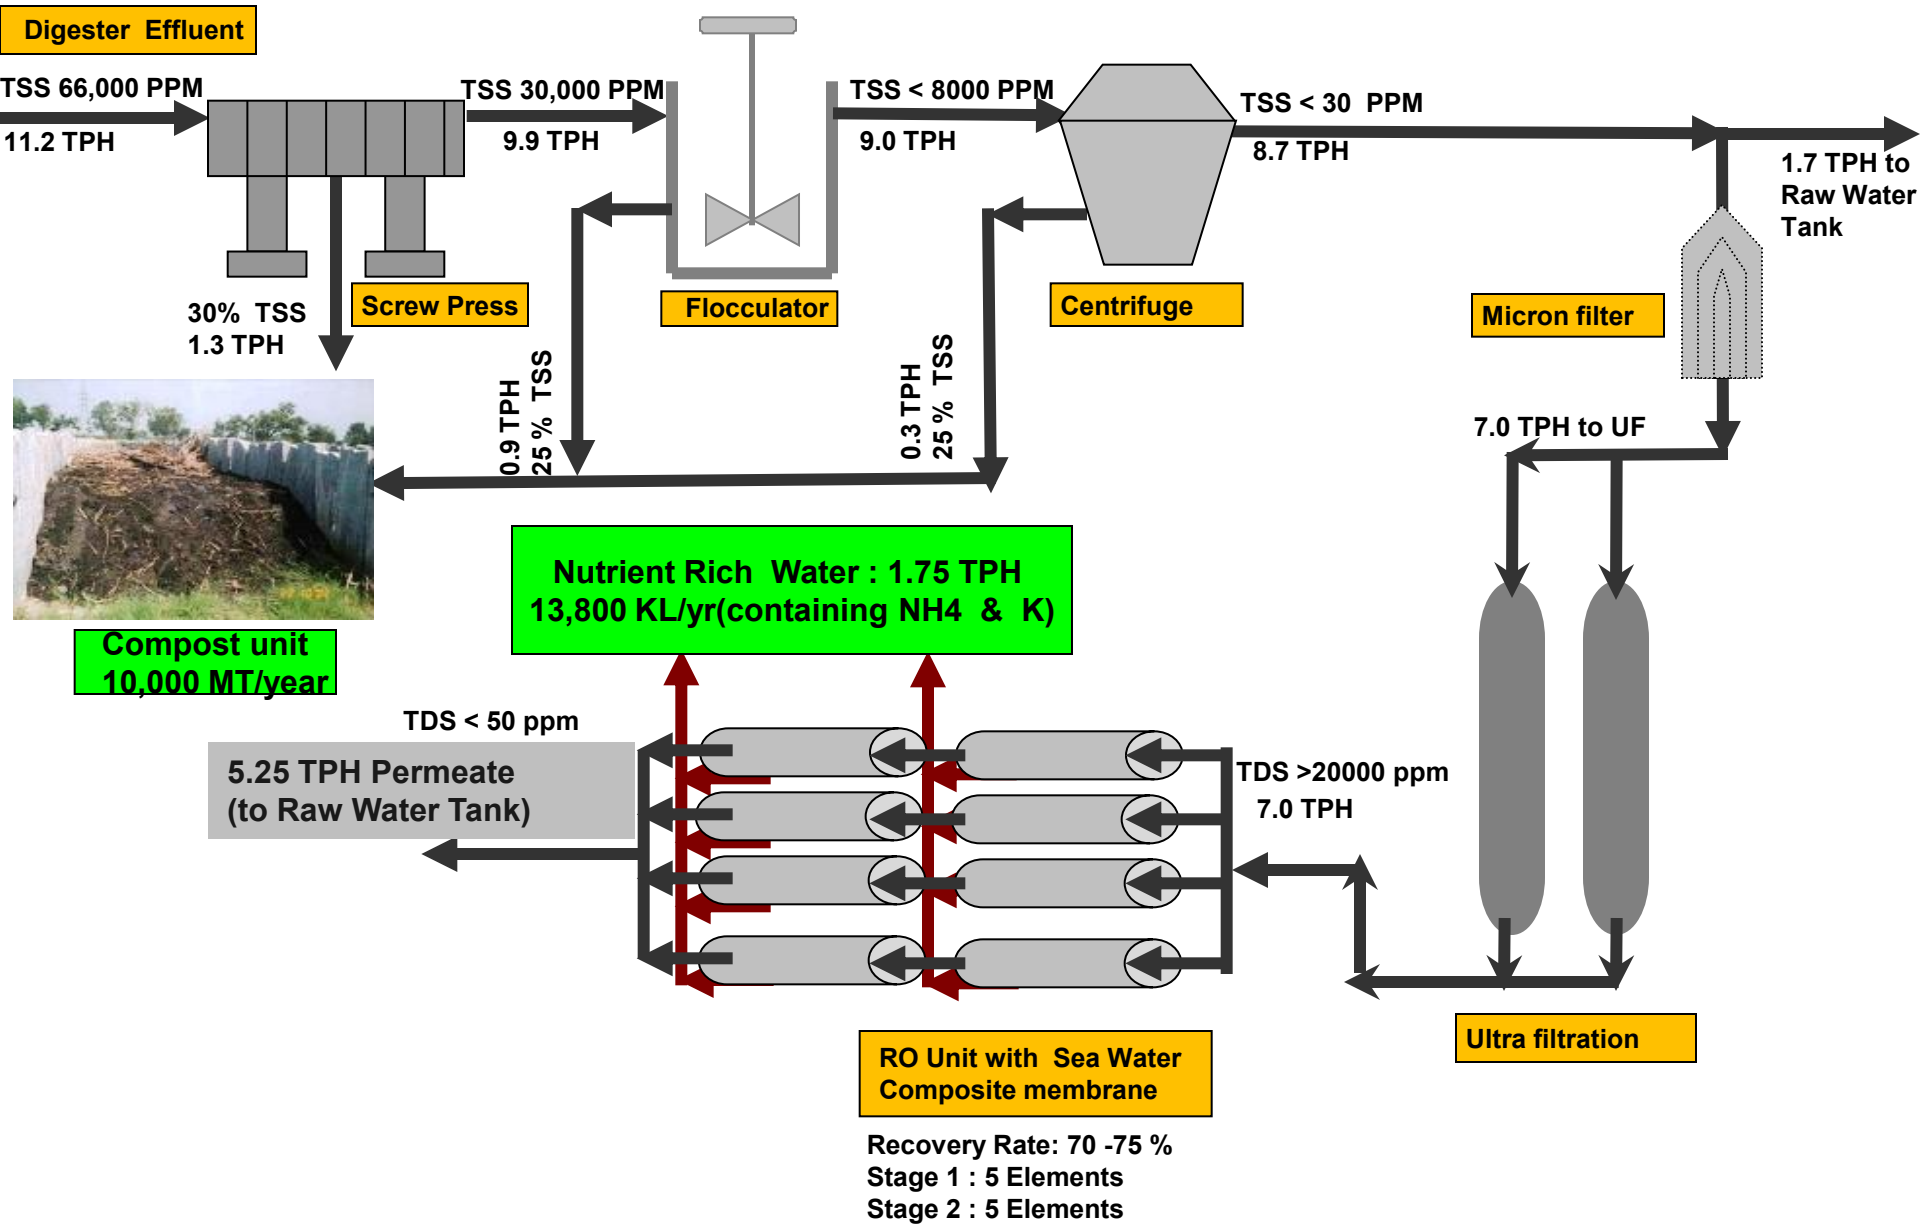 Digester Effluent
TSS 66,000 PPM
11.2 TPH
TSS 30,000 PPM
9.9 TPH
TSS < 8000 PPM
9.0 TPH
TSS < 30 PPM
8.7 TPH
1.7 TPH to
Raw Water
Tank
30% TSS
1.3 TPH
Screw Press
Flocculator
Centrifuge
Micron filter
0.9 TPH
25 % TSS
0.3 TPH
25 % TSS
7.0 TPH to UF
Nutrient Rich Water : 1.75 TPH
13,800 KL/yr(containing NH4 & K)
Compost unit
10,000 MT/year
TDS < 50 ppm
5.25 TPH Permeate
(to Raw Water Tank)
TDS >20000 ppm
7.0 TPH
Ultra filtration
RO Unit with Sea Water
Composite membrane
Recovery Rate: 70 -75 %
Stage 1 : 5 Elements
Stage 2 : 5 Elements